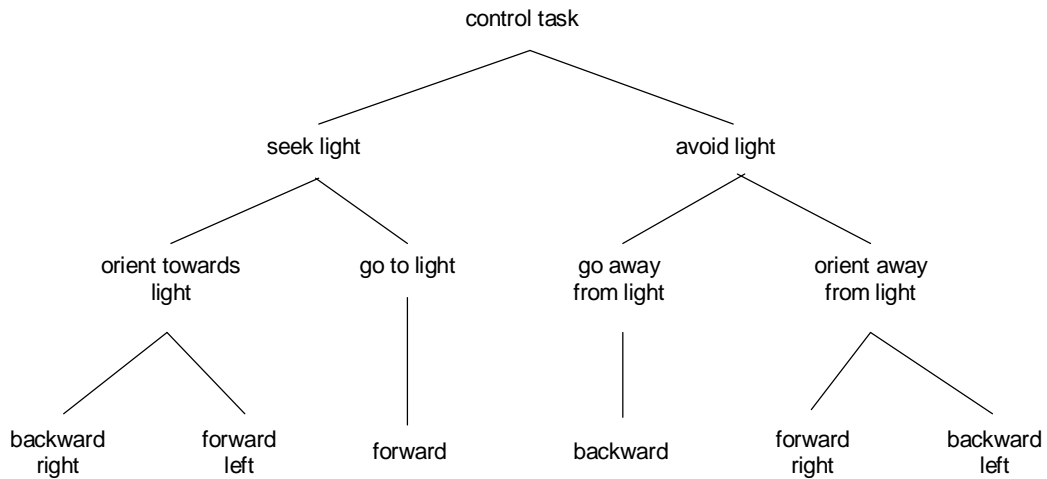 control task
seek light
avoid light
orient towards
light
go to light
go away
from light
orient away
from light
backward
right
forward
left
forward
backward
forward
right
backward
left